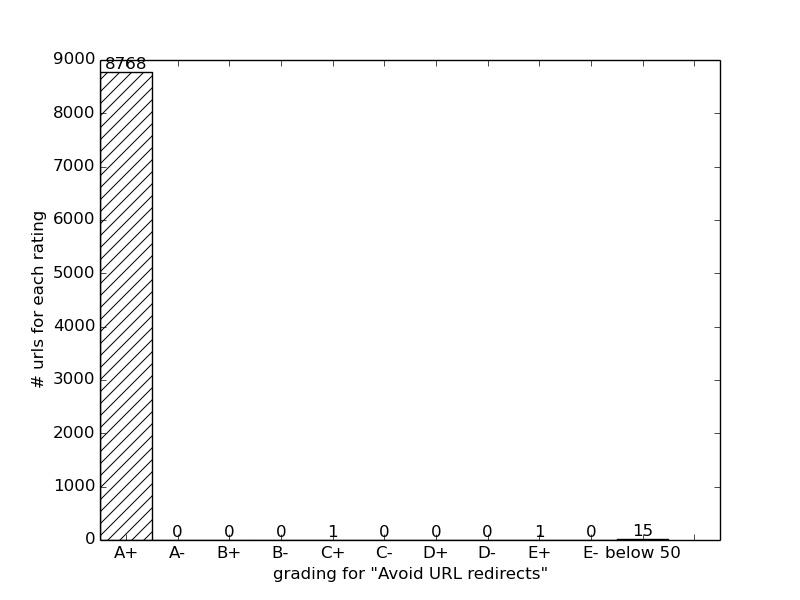 9000
8768
8000
7000
6000
5000
# urls for each rating
4000
3000
2000
1000
0 0 0 0 1 0 0 0 1 0 15
A+ A- B+ B- C+ C- D+ D- E+ E- below 50
grading for "Avoid URL redirects"